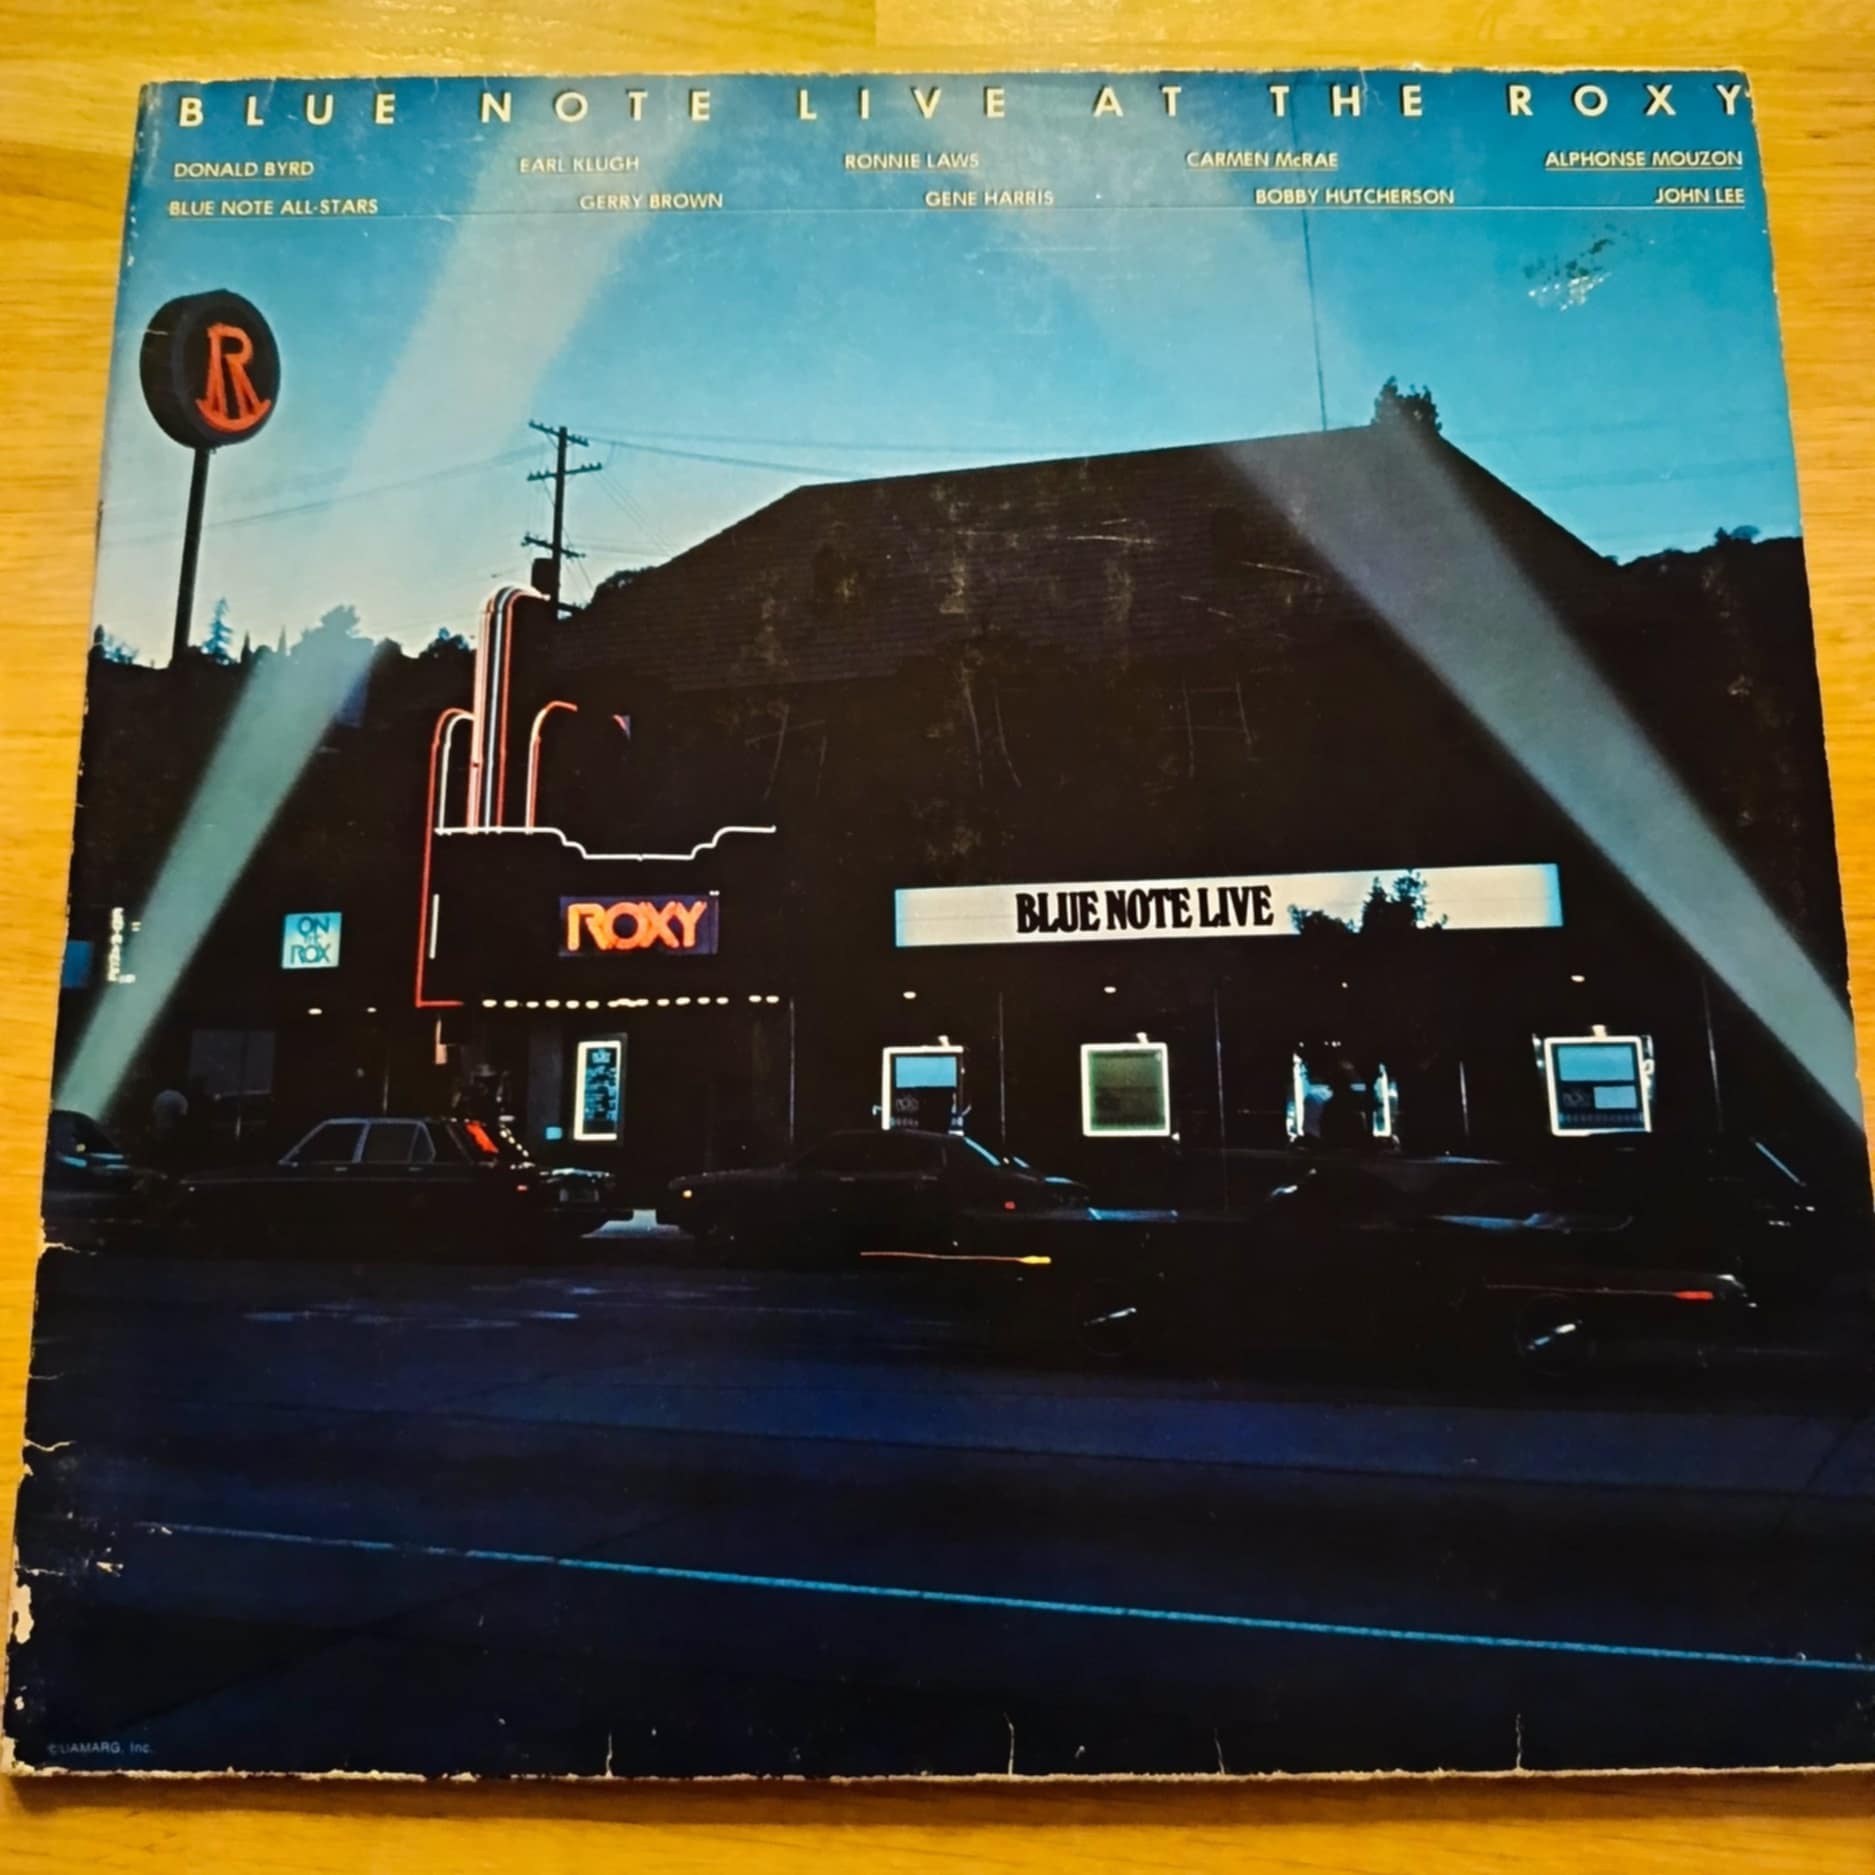 BLUE NOTE LIVE AT THE ROXY
DONALD BYRD EARL KLUGH RONNIE LAWS CARMEN McRAE ALPHONSE MOUZON
BLUE NOTE ALL-STARS GERRY BROWN GENE HARRIS BOBBY HUTCHERSON JOHN LEE
R
ON
THE
ROX
ROXY
BLUE NOTE LIVE
©UAMARG, Inc.